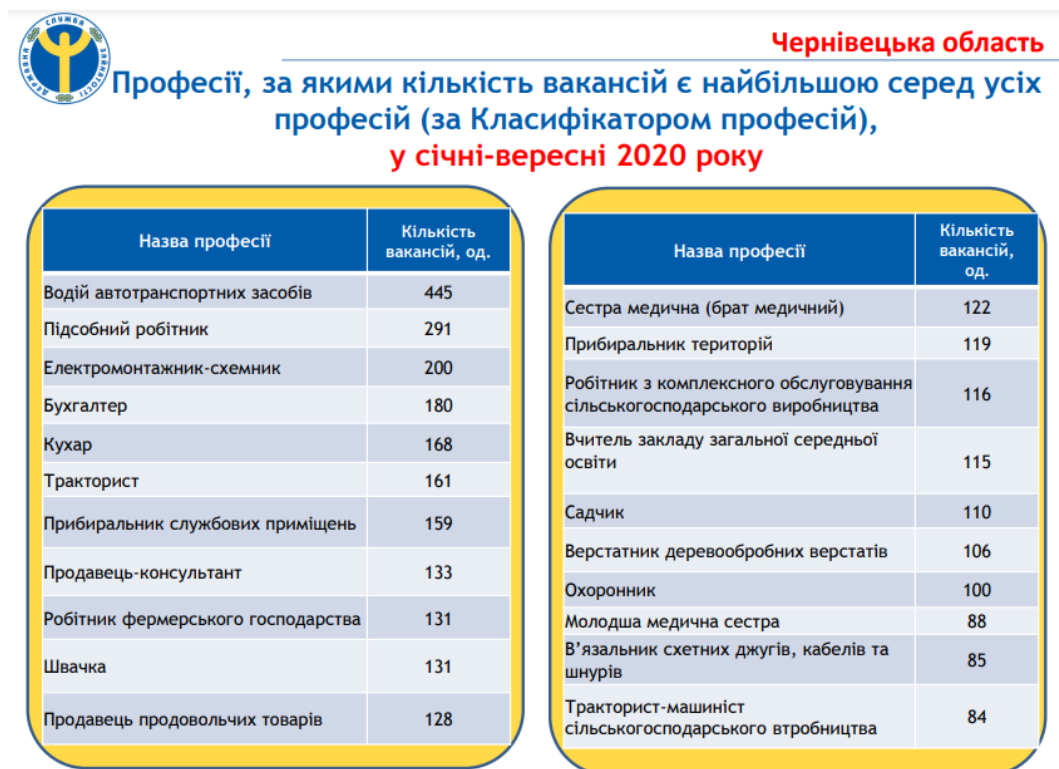 ДЕРЖАВНА СЛУЖБА ЗАЙНЯТОСТІ
Чернівецька область
Професії, за якими кількість вакансій є найбільшою серед усіх
професій (за Класифікатором професій),
у січні-вересні 2020 року
Назва професії
Кількість
вакансій, од.
Водій автотранспортних засобів 445
Підсобний робітник 291
Електромонтажник-схемник 200
Бухгалтер 180
Кухар 168
Тракторист 161
Прибиральник службових приміщень 159
Продавець-консультант 133
Робітник фермерського господарства 131
Швачка 131
Продавець продовольчих товарів 128
Назва професії
Кількість
вакансій,
од.
Сестра медична (брат медичний) 122
Прибиральник територій 119
Робітник з комплексного обслуговування
сільськогосподарського виробництва 116
Вчитель закладу загальної середньої
освіти 115
Садчик 110
Верстатник деревообробних верстатів 106
Охоронник 100
Молодша медична сестра 88
В’язальник схетних джугів, кабелів та
шнурів 85
Тракторист-машиніст
сільськогосподарського втробництва 84